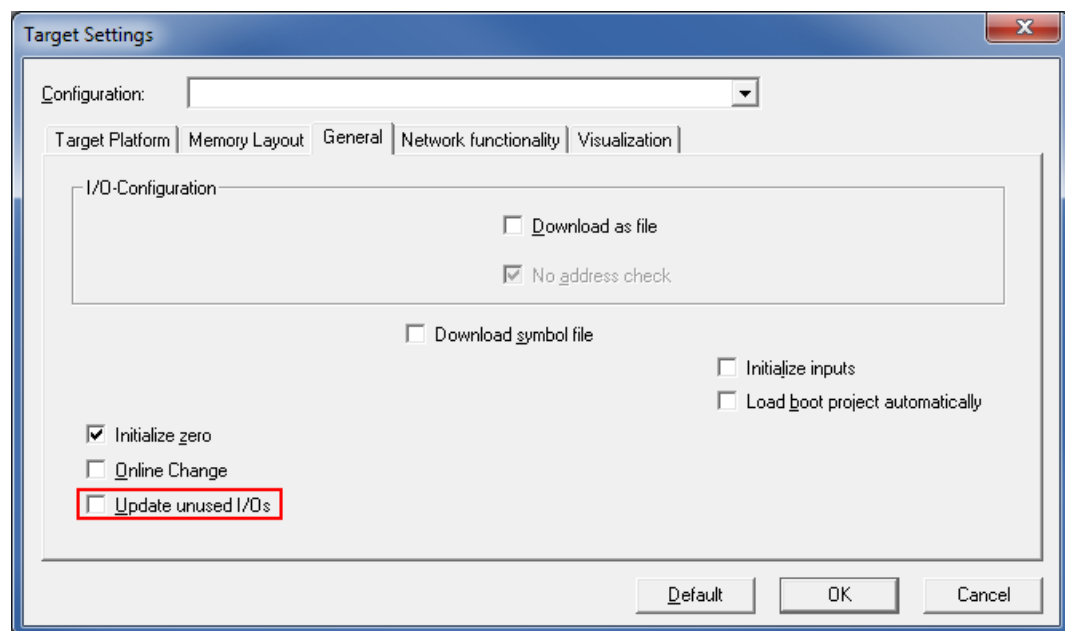 Target Settings
Configuration:
Target Platform Memory Layout General Network functionality Visualization
I/O-Configuration
Download as file
No address check
Download symbol file
Initialize inputs
Load boot project automatically
Initialize zero
Online Change
Update unused I/Os
Default OK Cancel